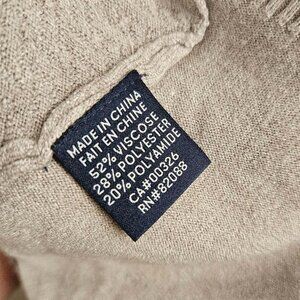 MADE IN CHINA
FAIT EN CHINE
52% VISCOSE
28% POLYESTER
20% POLYAMIDE
CA#00326
RN#82088